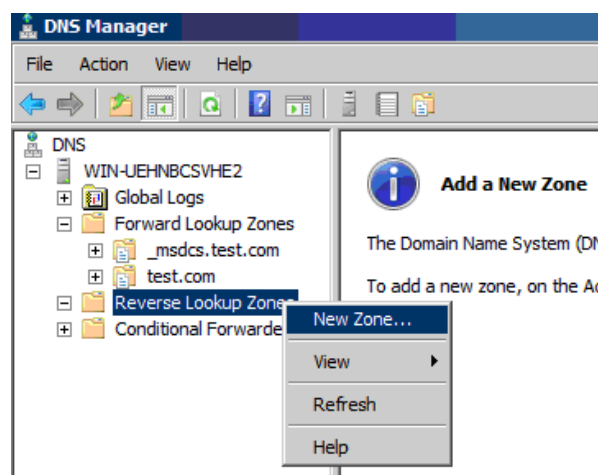 DNS Manager
File Action View Help
DNS
WIN-UEHNBCSVHE2
Global Logs
Forward Lookup Zones
_msdcs.test.com
test.com
Reverse Lookup Zones
Conditional Forwarde
New Zone...
View
Refresh
Help
Add a New Zone
The Domain Name System (DN
To add a new zone, on the Ac